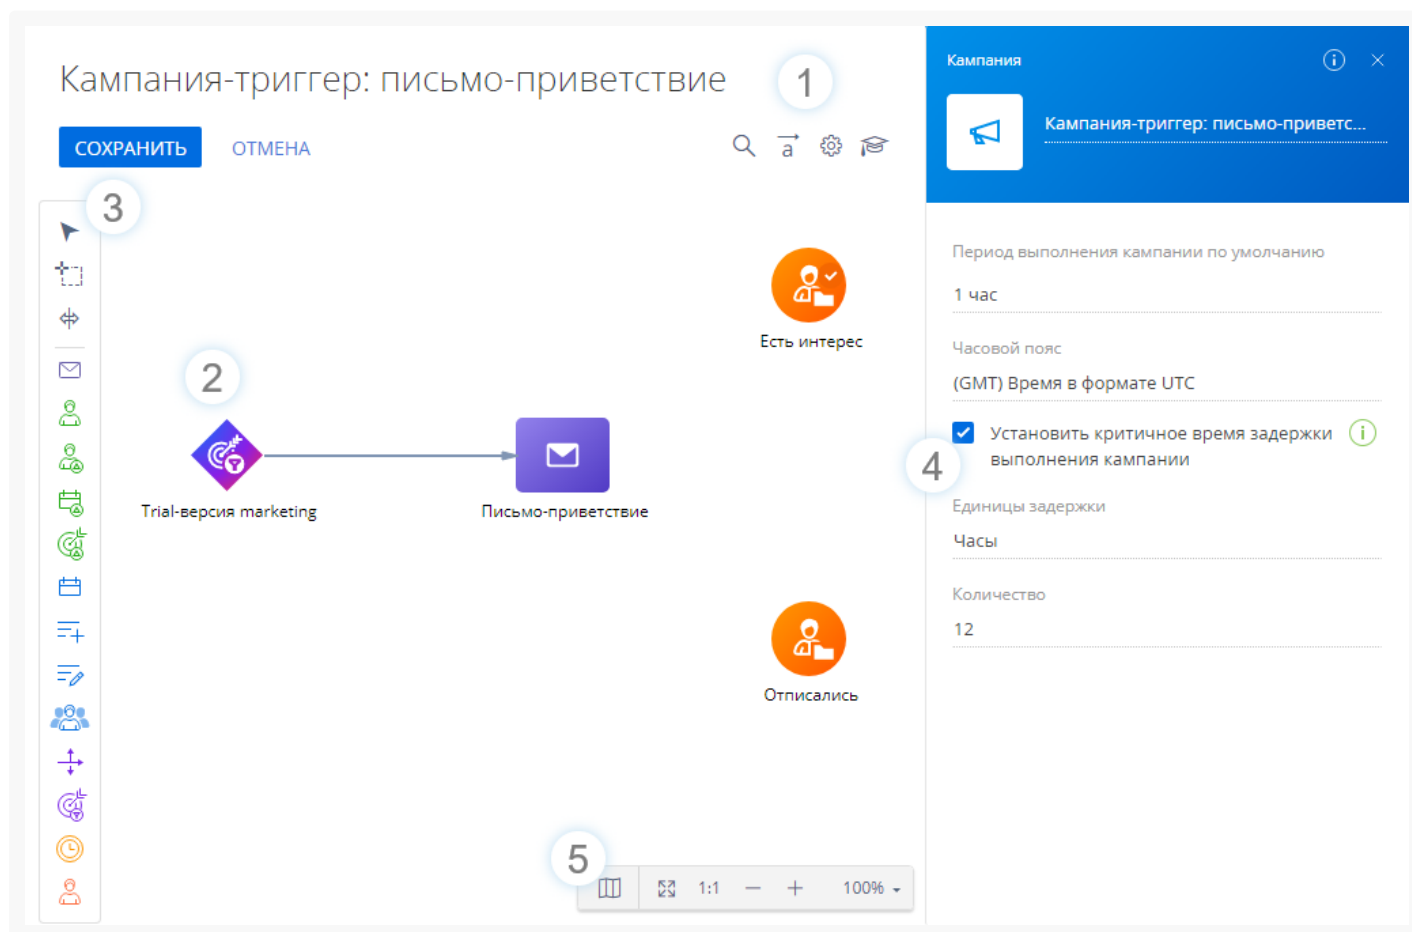 Кампания-триггер: письмо-приветствие
1
СОХРАНИТЬ
ОТМЕНА
a
3
2
Trial-версия marketing
Письмо-приветствие
Есть интерес
Отписались
5
1:1
100%
Кампания
Кампания-триггер: письмо-приветс...
Период выполнения кампании по умолчанию
1 час
Часовой пояс
(GMT) Время в формате UTC
Установить критичное время задержки
выполнения кампании
4
Единицы задержки
Часы
Количество
12